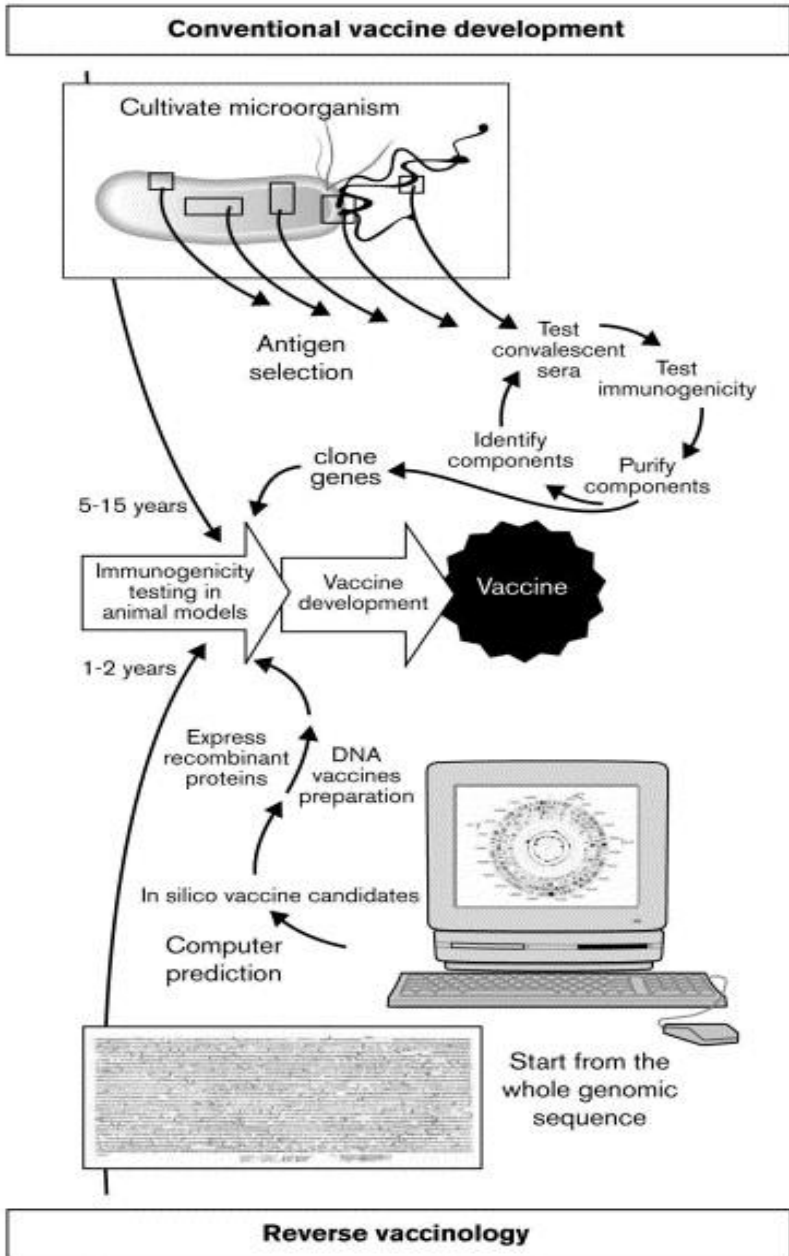 Conventional vaccine development
Cultivate microorganism
Antigen
selection
Test
convalescent
sera
Test
immunogenicity
Identify
components
Purify
components
clone
genes
5-15 years
Immunogenicity
testing in
animal models
Vaccine
development
Vaccine
1-2 years
Express
recombinant
proteins
DNA
vaccines
preparation
In silico vaccine candidates
Computer
prediction
Start from the
whole genomic
sequence
Reverse vaccinology